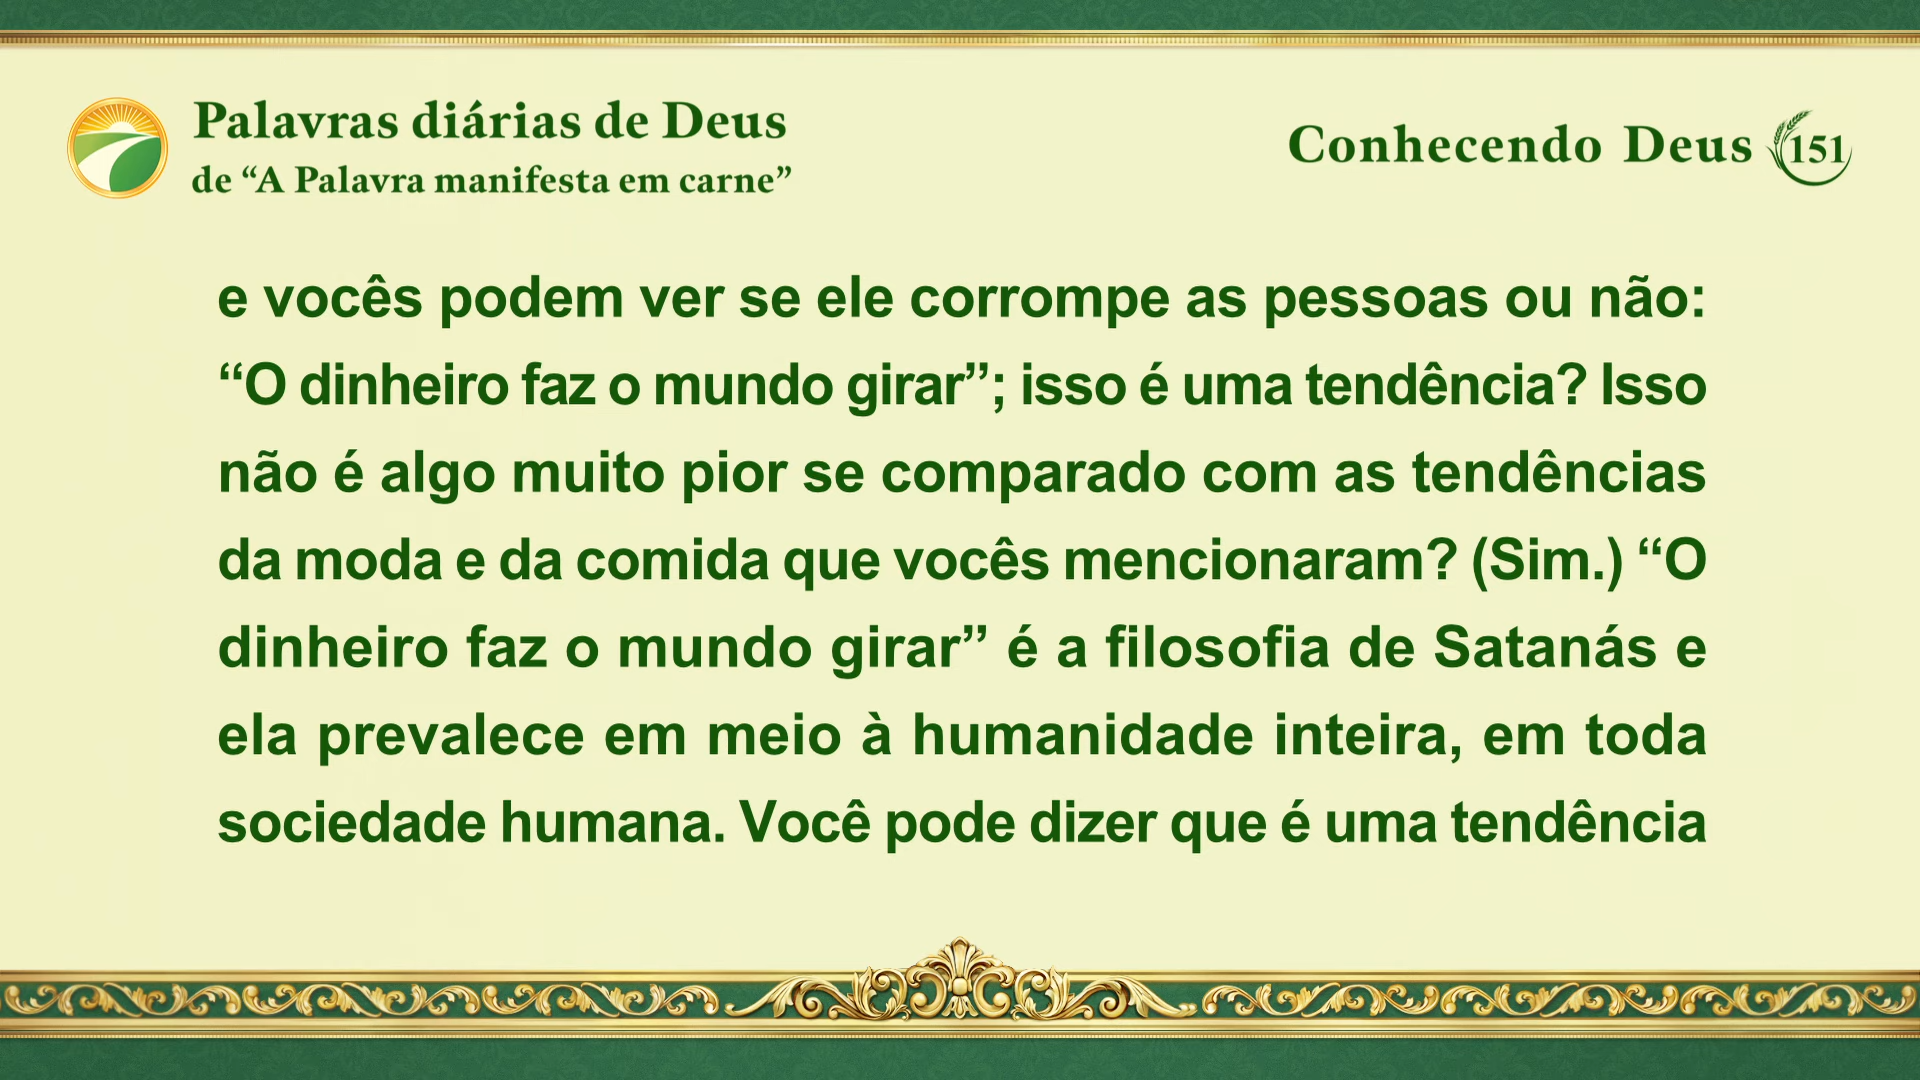 Palavras diárias de Deus
de “A Palavra manifesta em carne”
Conhecendo Deus 151
e vocês podem ver se ele corrompe as pessoas ou não:
“O dinheiro faz o mundo girar”; isso é uma tendência? Isso
não é algo muito pior se comparado com as tendências
da moda e da comida que vocês mencionaram? (Sim.) “O
dinheiro faz o mundo girar” é a filosofia de Satanás e
ela prevalece em meio à humanidade inteira, em toda
sociedade humana. Você pode dizer que é uma tendência